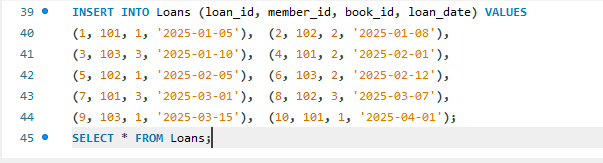 39 INSERT INTO Loans (loan_id, member_id, book_id, loan_date) VALUES
40 (1, 101, 1, '2025-01-05'), (2, 102, 2, '2025-01-08'),
41 (3, 103, 3, '2025-01-10'), (4, 101, 2, '2025-02-01'),
42 (5, 102, 1, '2025-02-05'), (6, 103, 2, '2025-02-12'),
43 (7, 101, 3, '2025-03-01'), (8, 102, 3, '2025-03-07'),
44 (9, 103, 1, '2025-03-15'), (10, 101, 1, '2025-04-01');
45 SELECT * FROM Loans;